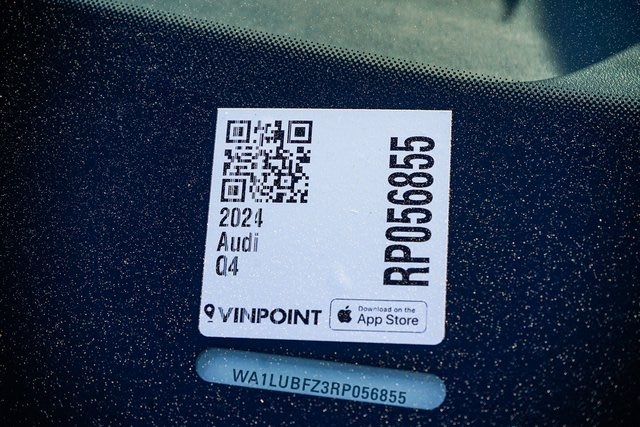 2024
Audi
Q4
RP056855
VINPOINT
Download on the
App Store
WA1LUBFZ3RP056855